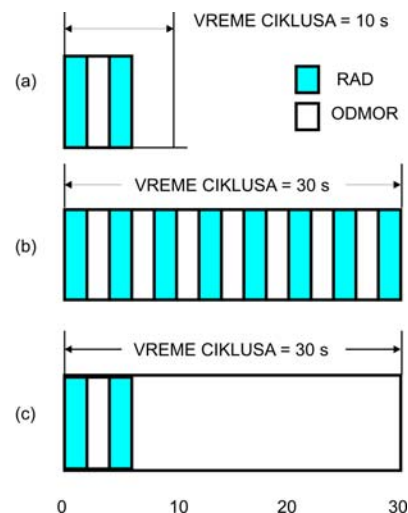 VREME CIKLUSA = 10 s
(a)
RAD
ODMOR
VREME CIKLUSA = 30 s
(b)
VREME CIKLUSA = 30 s
(c)
0 10 20 30